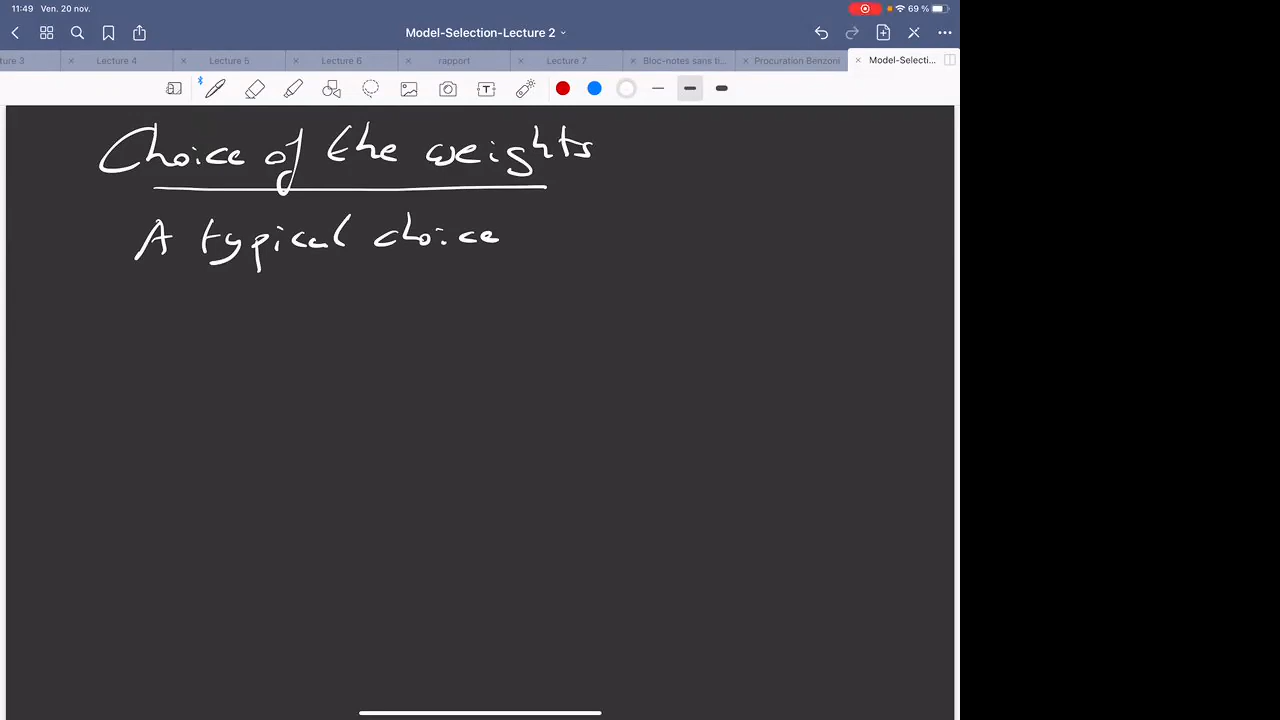 11:49 Ven. 20 nov. 69 %
Model-Selection-Lecture 2
ture 3 Lecture 4 Lecture 5 Lecture 6 rapport Lecture 7 Bloc-notes sans ti... Procuration Benzoni Model-Selecti...
Choice of the weights
A typical choice